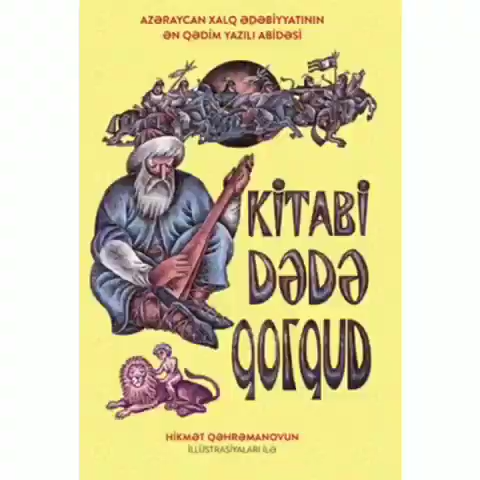 AZƏRAYCAN XALQ ƏDƏBİYYATININ
ƏN QƏDİM YAZILI ABİDƏSİ
KİTABİ
DƏDƏ
QORQUD
HİKMƏT QƏHRƏMANOVUN
İLLÜSTRASİYALARI İLƏ